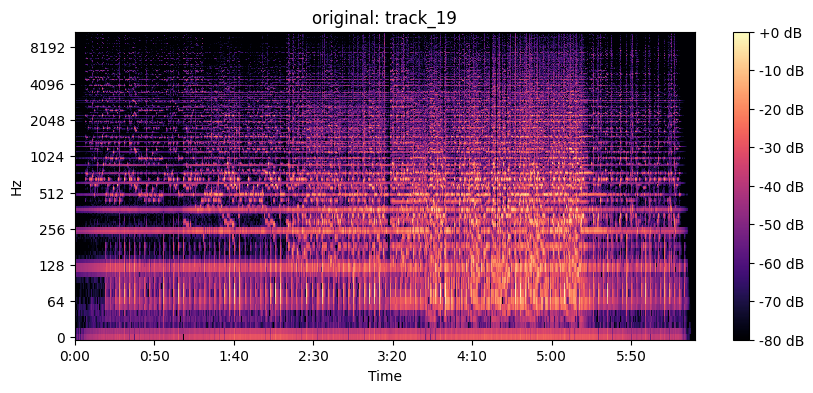 original: track_19
8192
4096
2048
1024
512
256
128
64
0
Hz
0:00 0:50 1:40 2:30 3:20 4:10 5:00 5:50
Time
+0 dB
-10 dB
-20 dB
-30 dB
-40 dB
-50 dB
-60 dB
-70 dB
-80 dB